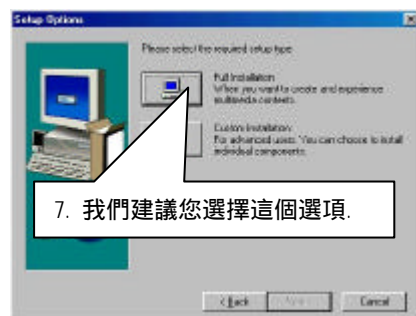 Setup Options
Please select the required setup type
Full Installation
When you want to create and experience
multimedia contents.
Custom Installation
For advanced users. You can choose to install
individual components.
7. 我們建議您選擇這個選項.
< Back
Cancel